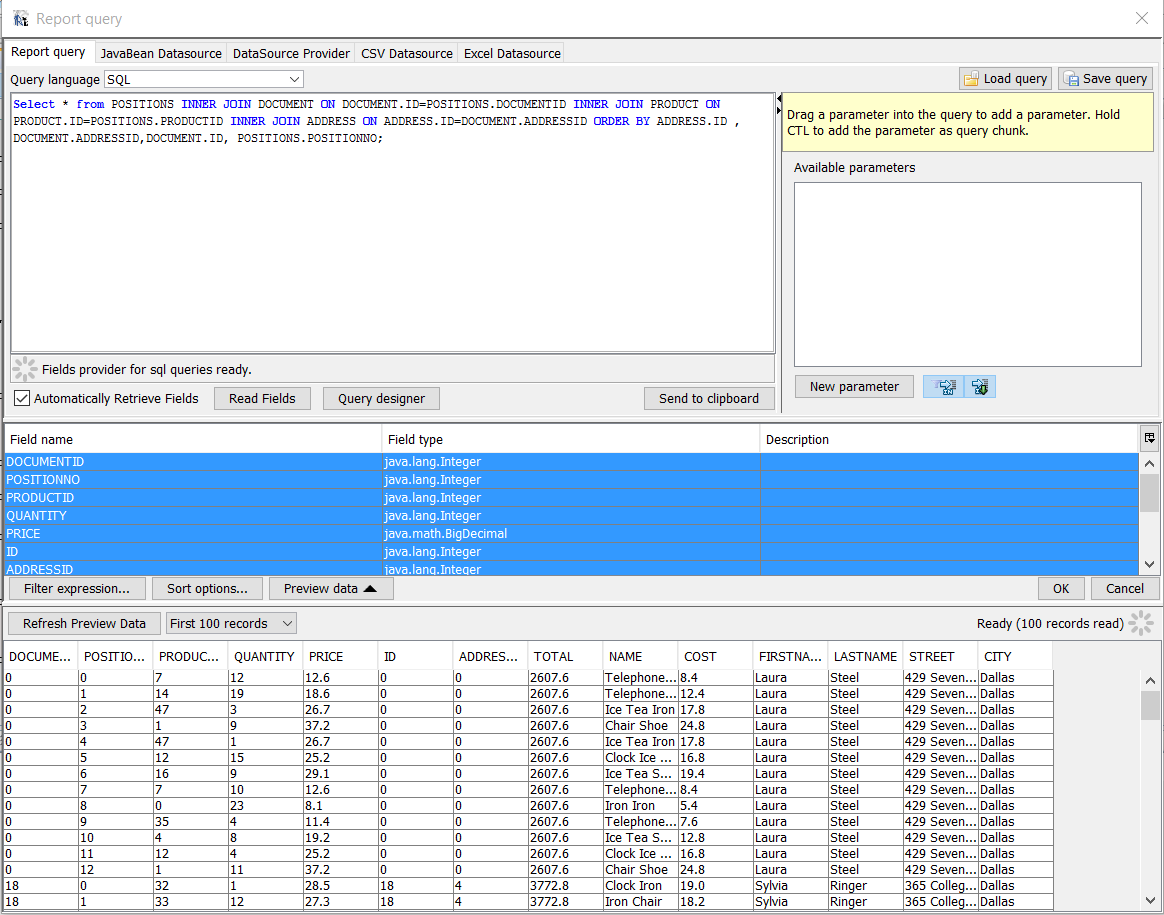 Report query
Report query JavaBean Datasource DataSource Provider CSV Datasource Excel Datasource
Query language SQL Load query Save query
Select * from POSITIONS INNER JOIN DOCUMENT ON DOCUMENT.ID=POSITIONS.DOCUMENTID INNER JOIN PRODUCT ON
PRODUCT.ID=POSITIONS.PRODUCTID INNER JOIN ADDRESS ON ADDRESS.ID=DOCUMENT.ADDRESSID ORDER BY ADDRESS.ID ,
DOCUMENT.ADDRESSID,DOCUMENT.ID, POSITIONS.POSITIONNO;
Drag a parameter into the query to add a parameter. Hold
CTL to add the parameter as query chunk.
Available parameters
Fields provider for sql queries ready.
New parameter
Automatically Retrieve Fields Read Fields Query designer Send to clipboard
Field name Field type Description
DOCUMENTID java.lang.Integer
POSITIONNO java.lang.Integer
PRODUCTID java.lang.Integer
QUANTITY java.lang.Integer
PRICE java.math.BigDecimal
ID java.lang.Integer
ADDRESSID java.lang.Integer
Filter expression... Sort options... Preview data OK Cancel
Refresh Preview Data First 100 records Ready (100 records read)
DOCUME... POSITIO... PRODUC... QUANTITY PRICE ID ADDRES... TOTAL NAME COST FIRSTNA... LASTNAME STREET CITY
0 0 7 12 12.6 0 0 2607.6 Telephone... 8.4 Laura Steel 429 Seven... Dallas
0 1 14 19 18.6 0 0 2607.6 Telephone... 12.4 Laura Steel 429 Seven... Dallas
0 2 47 3 26.7 0 0 2607.6 Ice Tea Iron 17.8 Laura Steel 429 Seven... Dallas
0 3 1 9 37.2 0 0 2607.6 Chair Shoe 24.8 Laura Steel 429 Seven... Dallas
0 4 47 1 26.7 0 0 2607.6 Ice Tea Iron 17.8 Laura Steel 429 Seven... Dallas
0 5 12 15 25.2 0 0 2607.6 Clock Ice ... 16.8 Laura Steel 429 Seven... Dallas
0 6 16 9 29.1 0 0 2607.6 Ice Tea S... 19.4 Laura Steel 429 Seven... Dallas
0 7 7 10 12.6 0 0 2607.6 Telephone... 8.4 Laura Steel 429 Seven... Dallas
0 8 0 23 8.1 0 0 2607.6 Iron Iron 5.4 Laura Steel 429 Seven... Dallas
0 9 35 4 11.4 0 0 2607.6 Telephone... 7.6 Laura Steel 429 Seven... Dallas
0 10 4 8 19.2 0 0 2607.6 Ice Tea S... 12.8 Laura Steel 429 Seven... Dallas
0 11 12 4 25.2 0 0 2607.6 Clock Ice ... 16.8 Laura Steel 429 Seven... Dallas
0 12 1 11 37.2 0 0 2607.6 Chair Shoe 24.8 Laura Steel 429 Seven... Dallas
18 0 32 1 28.5 18 4 3772.8 Clock Iron 19.0 Sylvia Ringer 365 Colleg... Dallas
18 1 33 12 27.3 18 4 3772.8 Iron Chair 18.2 Sylvia Ringer 365 Colleg... Dallas